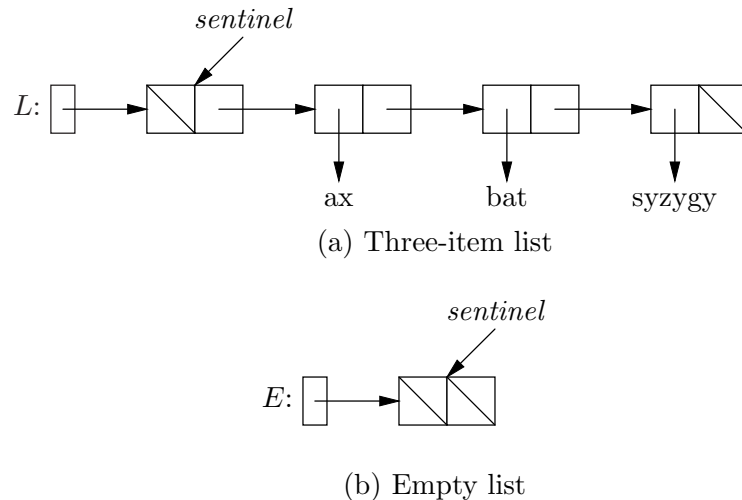 sentinel
L:
ax bat syzygy
(a) Three-item list
sentinel
E:
(b) Empty list